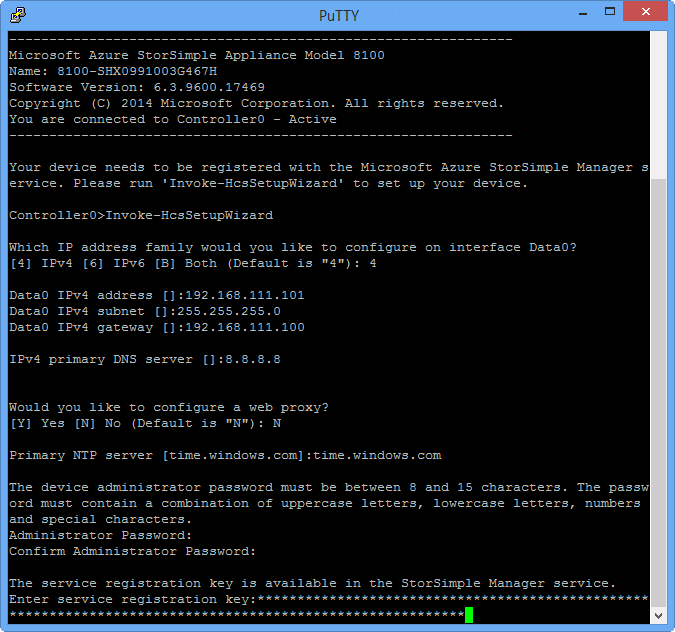 PuTTY
---------------------------------------------------------------
Microsoft Azure StorSimple Appliance Model 8100
Name: 8100-SHX0991003G467H
Software Version: 6.3.9600.17469
Copyright (C) 2014 Microsoft Corporation. All rights reserved.
You are connected to Controller0 - Active
---------------------------------------------------------------
Your device needs to be registered with the Microsoft Azure StorSimple Manager s
ervice. Please run 'Invoke-HcsSetupWizard' to set up your device.
Controller0>Invoke-HcsSetupWizard
Which IP address family would you like to configure on interface Data0?
[4] IPv4 [6] IPv6 [B] Both (Default is "4"): 4
Data0 IPv4 address []:192.168.111.101
Data0 IPv4 subnet []:255.255.255.0
Data0 IPv4 gateway []:192.168.111.100
IPv4 primary DNS server []:8.8.8.8
Would you like to configure a web proxy?
[Y] Yes [N] No (Default is "N"): N
Primary NTP server [time.windows.com]:time.windows.com
The device administrator password must be between 8 and 15 characters. The passw
ord must contain a combination of uppercase letters, lowercase letters, numbers
and special characters.
Administrator Password:
Confirm Administrator Password:
The service registration key is available in the StorSimple Manager service.
Enter service registration key:*************************************************
*********************************************************